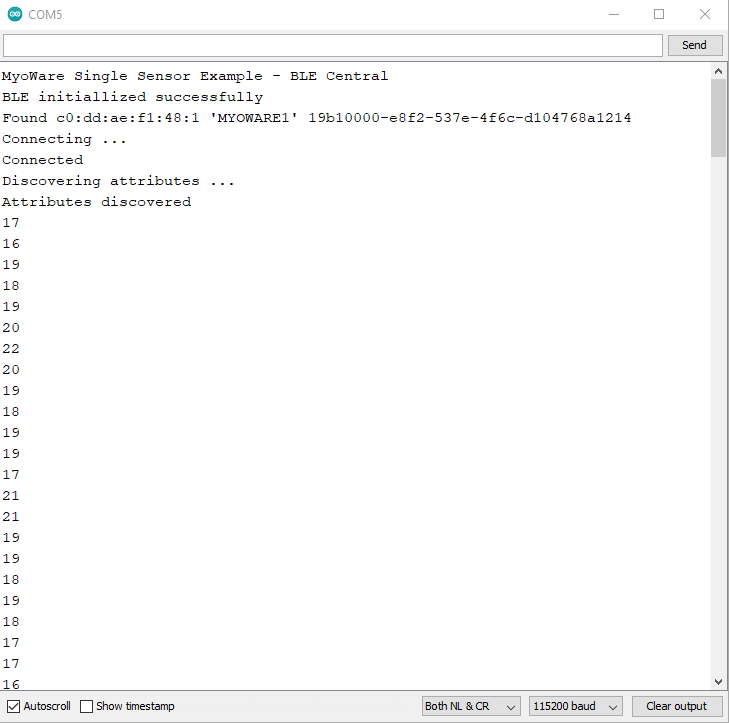 COM5
Send
MyoWare Single Sensor Example - BLE Central
BLE initiallized successfully
Found c0:dd:ae:f1:48:1 'MYOWARE1' 19b10000-e8f2-537e-4f6c-d104768a1214
Connecting ...
Connected
Discovering attributes ...
Attributes discovered
17
16
19
18
19
20
22
20
19
18
19
19
17
21
21
19
19
18
19
18
17
17
16
Autoscroll Show timestamp Both NL & CR 115200 baud Clear output